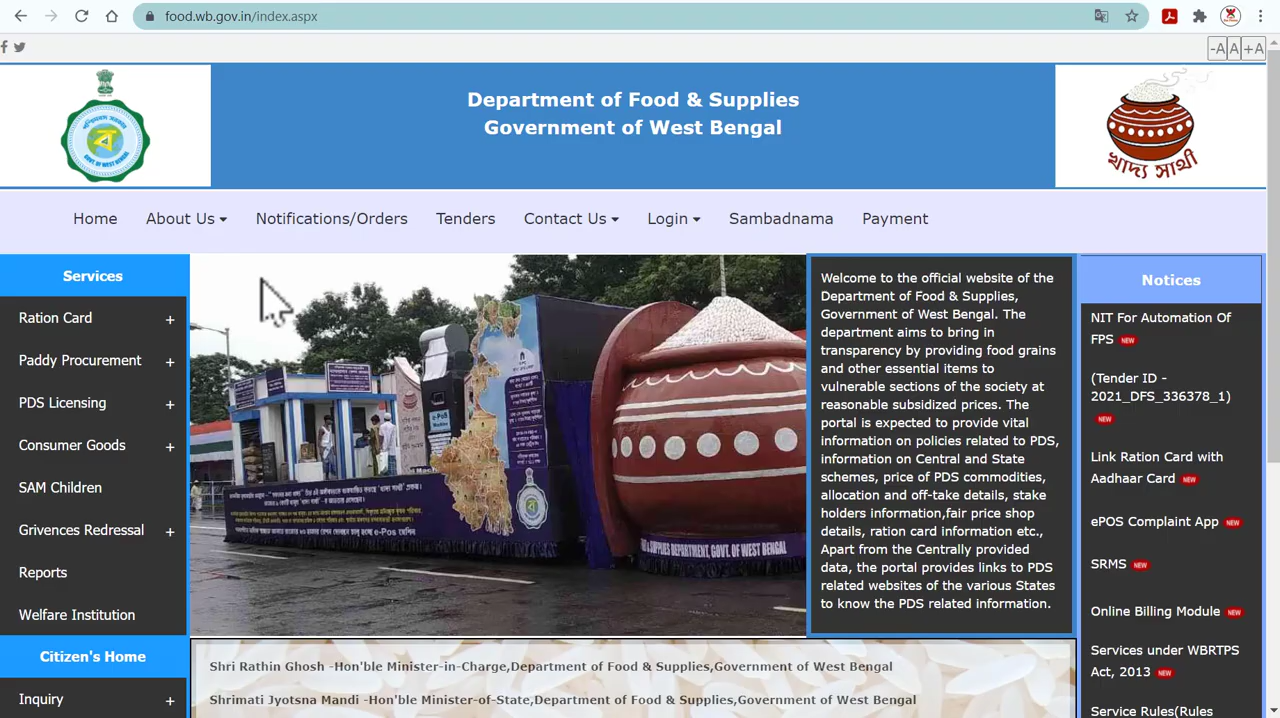 food.wb.gov.in/index.aspx
-A A +A
Department of Food & Supplies
Government of West Bengal
GOVT. OF WEST BENGAL
খাদ্য সাথী
Home
About Us
Notifications/Orders
Tenders
Contact Us
Login
Sambadnama
Payment
Services
Ration Card +
Paddy Procurement +
PDS Licensing +
Consumer Goods +
SAM Children
Grivences Redressal +
Reports
Welfare Institution
Citizen's Home
Inquiry +
e-PoS
& SUPPLIES DEPARTMENT, GOVT. OF WEST BENGAL
Welcome to the official website of the
Department of Food & Supplies,
Government of West Bengal. The
department aims to bring in
transparency by providing food grains
and other essential items to
vulnerable sections of the society at
reasonable subsidized prices. The
portal is expected to provide vital
information on policies related to PDS,
information on Central and State
schemes, price of PDS commodities,
allocation and off-take details, stake
holders information,fair price shop
details, ration card information etc.,
Apart from the Centrally provided
data, the portal provides links to PDS
related websites of the various States
to know the PDS related information.
Notices
NIT For Automation Of
FPS NEW
(Tender ID -
2021_DFS_336378_1)
NEW
Link Ration Card with
Aadhaar Card NEW
ePOS Complaint App NEW
SRMS NEW
Online Billing Module NEW
Services under WBRTPS
Act, 2013 NEW
Service Rules(Rules
Shri Rathin Ghosh -Hon'ble Minister-in-Charge,Department of Food & Supplies,Government of West Bengal
Shrimati Jyotsna Mandi -Hon'ble Minister-of-State,Department of Food & Supplies,Government of West Bengal